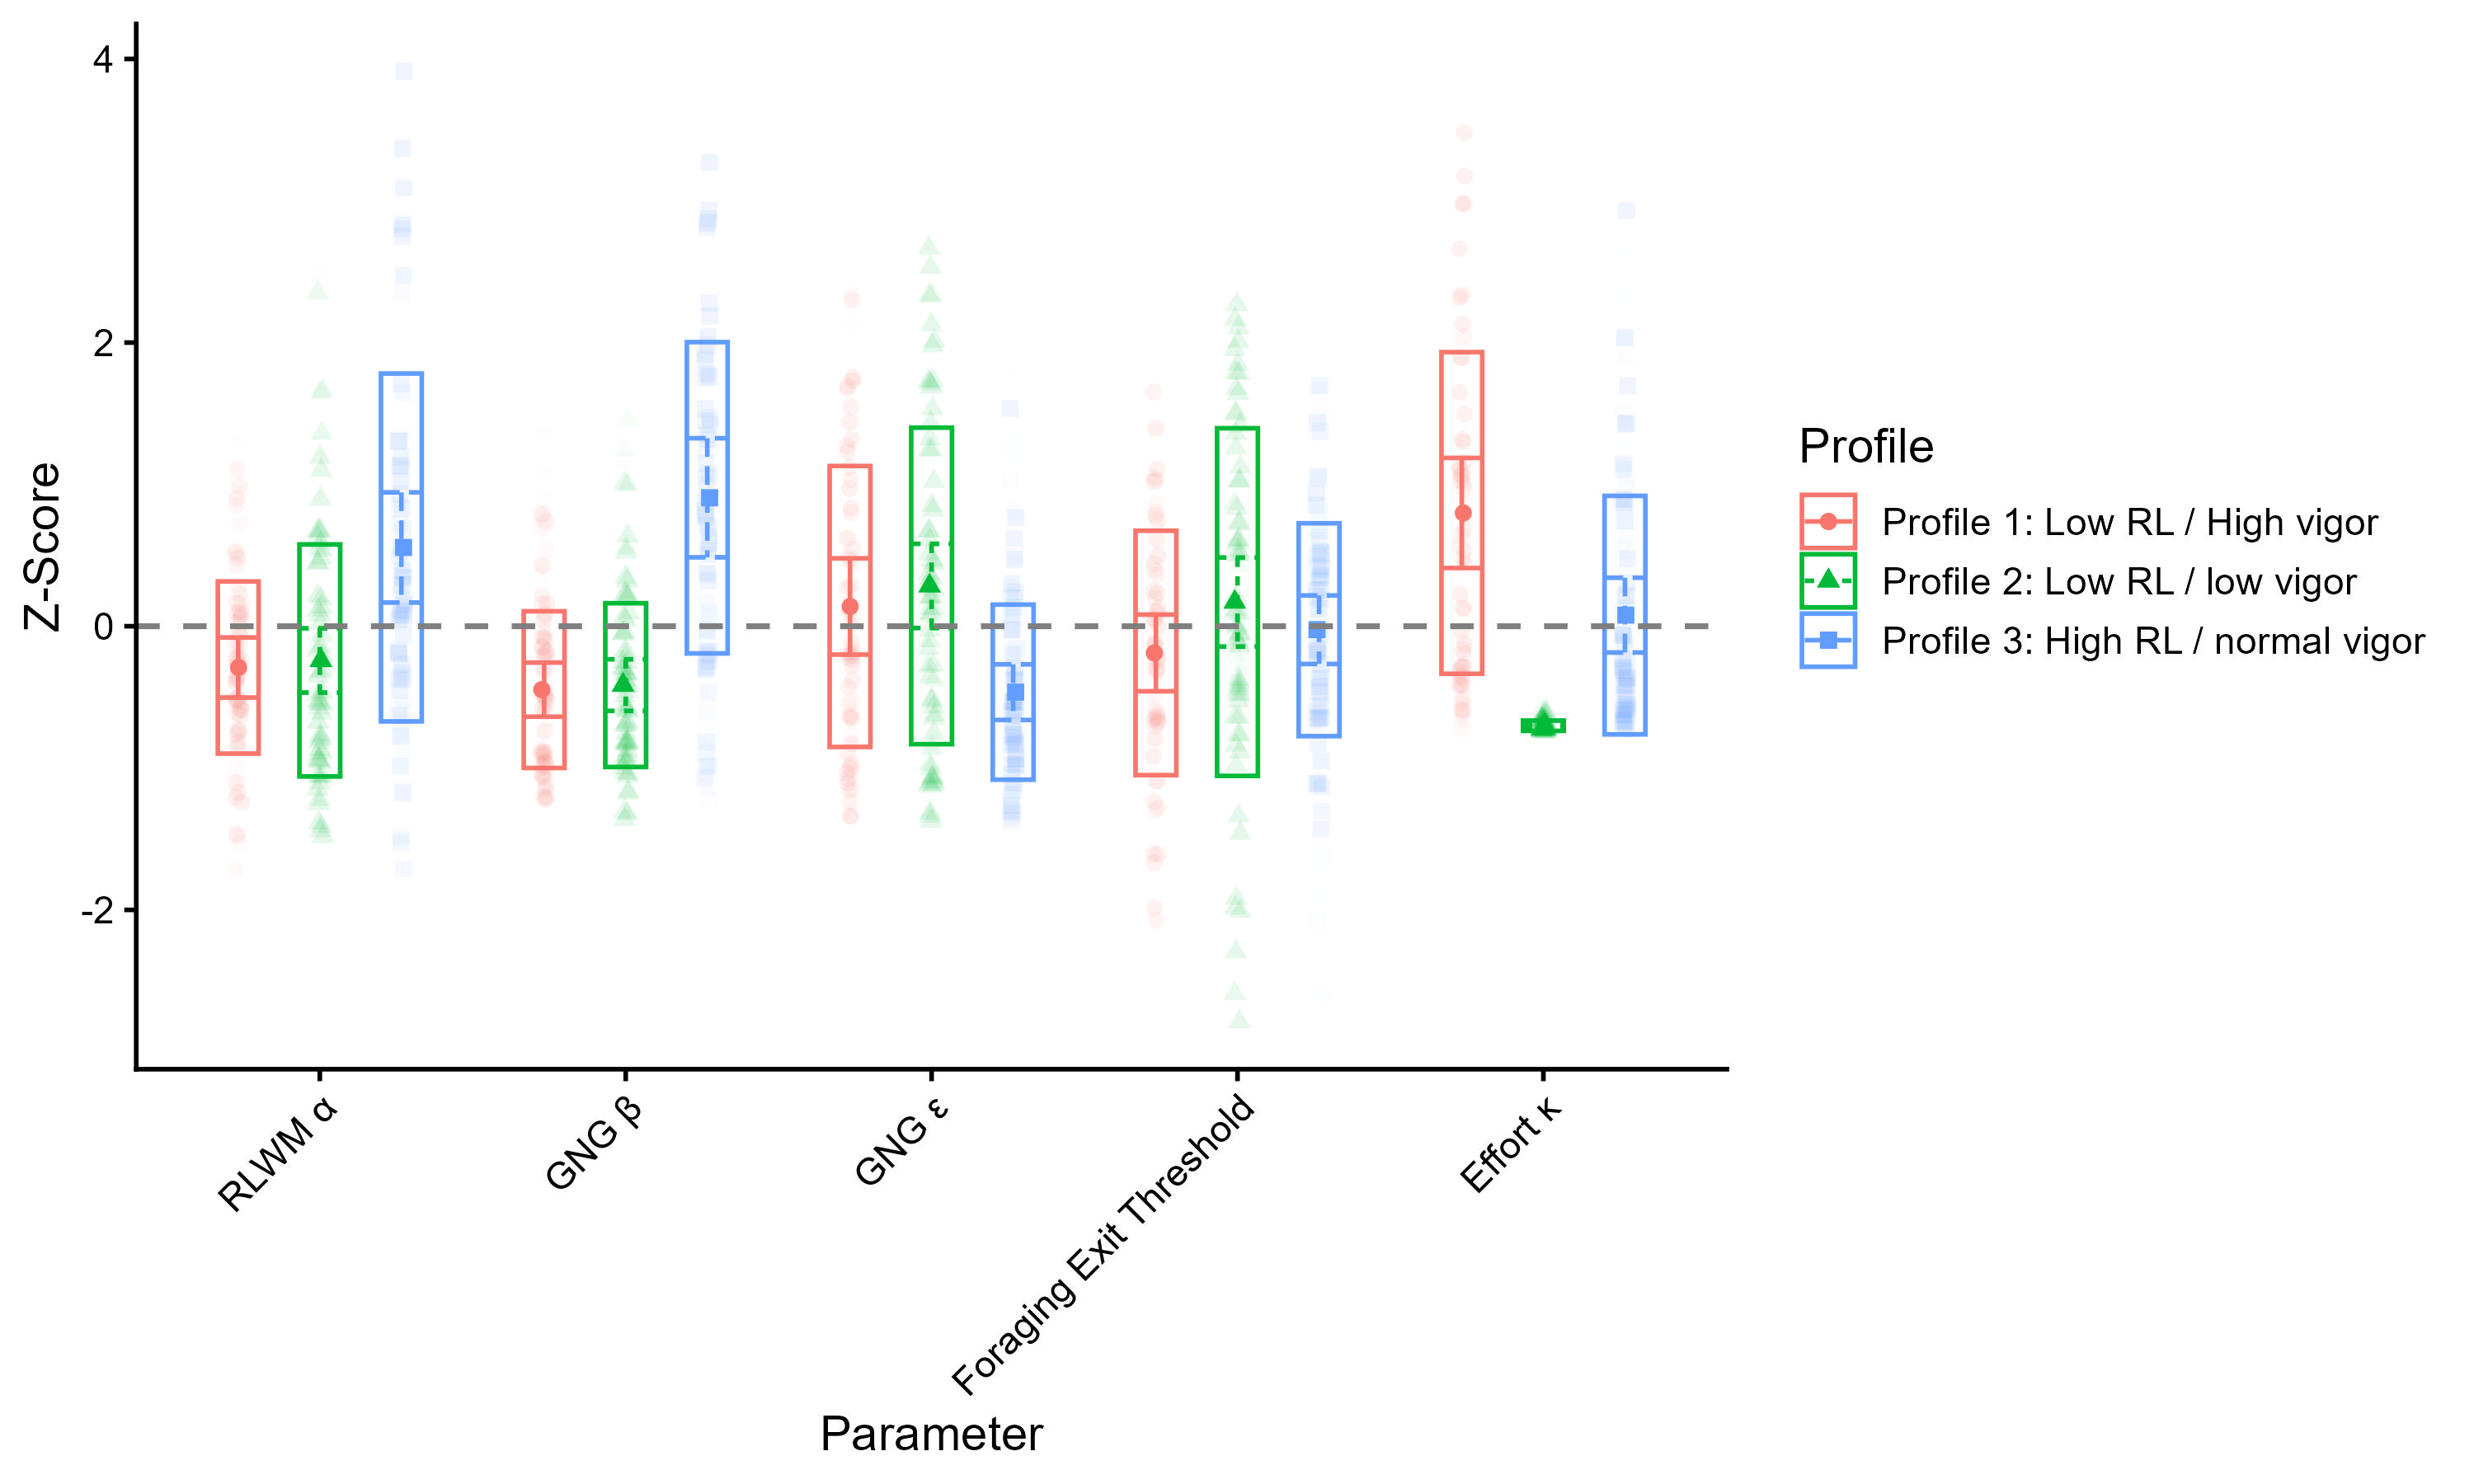 4
2
0
-2
Z-Score
RLWM α
GNG β
GNG ε
Foraging Exit Threshold
Effort κ
Parameter
Profile
Profile 1: Low RL / High vigor
Profile 2: Low RL / low vigor
Profile 3: High RL / normal vigor